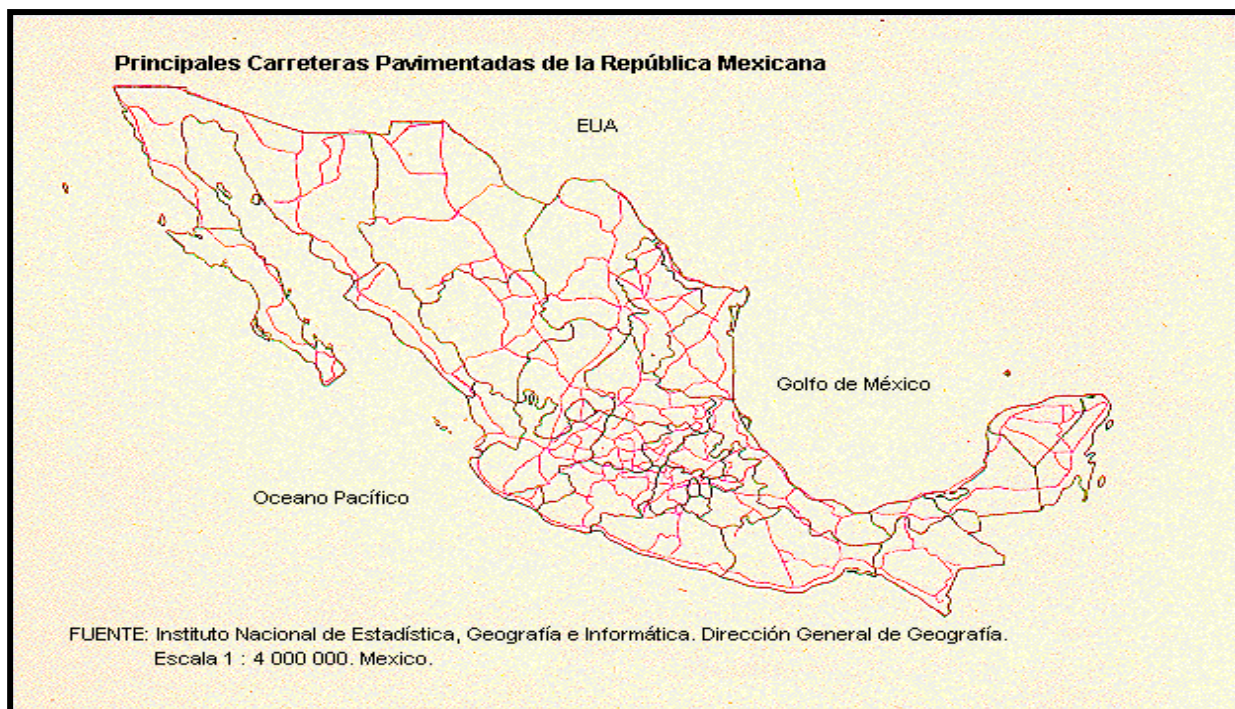 Principales Carreteras Pavimentadas de la República Mexicana
EUA
Golfo de México
Oceano Pacífico
FUENTE: Instituto Nacional de Estadística, Geografía e Informática. Dirección General de Geografía.
Escala 1 : 4 000 000. Mexico.